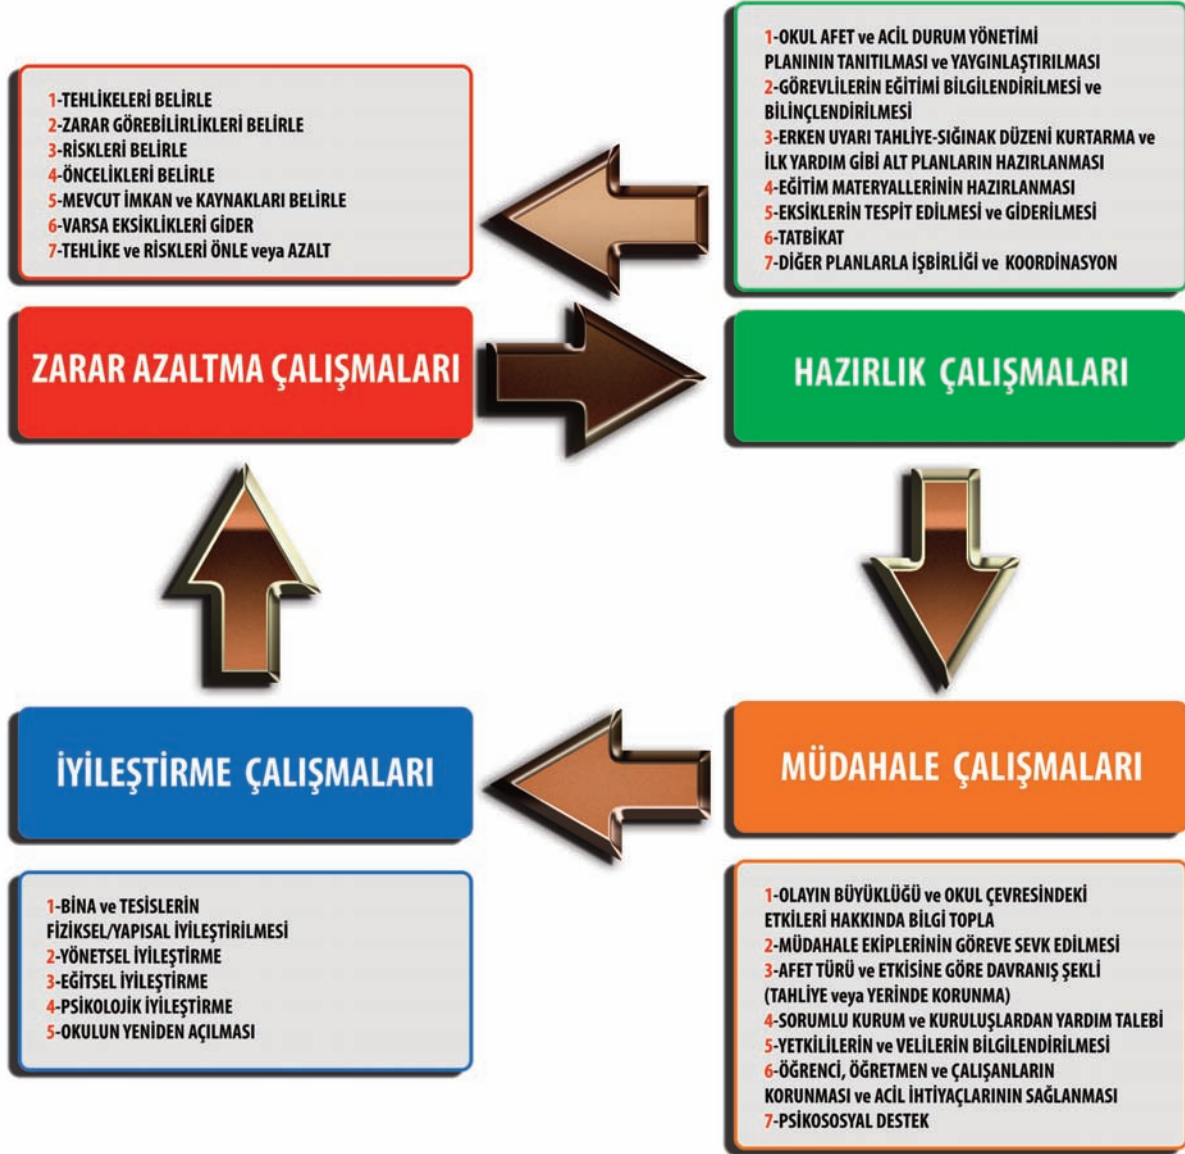 1-TEHLİKELERİ BELİRLE
2-ZARAR GÖREBİLİRLİKLERİ BELİRLE
3-RİSKLERİ BELİRLE
4-ÖNCELİKLERİ BELİRLE
5-MEVCUT İMKAN ve KAYNAKLARI BELİRLE
6-VARSA EKSİKLİKLERİ GİDER
7-TEHLİKE ve RİSKLERİ ÖNLE veya AZALT
ZARAR AZALTMA ÇALIŞMALARI
1-OKUL AFET ve ACİL DURUM YÖNETİMİ
PLANININ TANITILMASI ve YAYGINLAŞTIRILMASI
2-GÖREVLİLERİN EĞİTİMİ BİLGİLENDİRİLMESİ ve
BİLİNÇLENDİRİLMESİ
3-ERKEN UYARI TAHLİYE-SIĞINAK DÜZENİ KURTARMA ve
İLK YARDIM GİBİ ALT PLANLARIN HAZIRLANMASI
4-EĞİTİM MATERYALLERİNİN HAZIRLANMASI
5-EKSİKLERİN TESPİT EDİLMESİ ve GİDERİLMESİ
6-TATBİKAT
7-DİĞER PLANLARLA İŞBİRLİĞİ ve KOORDİNASYON
HAZIRLIK ÇALIŞMALARI
İYİLEŞTİRME ÇALIŞMALARI
1-BİNA ve TESİSLERİN
FİZİKSEL/YAPISAL İYİLEŞTİRİLMESİ
2-YÖNETSEL İYİLEŞTİRME
3-EĞİTSEL İYİLEŞTİRME
4-PSİKOLOJİK İYİLEŞTİRME
5-OKULUN YENİDEN AÇILMASI
MÜDAHALE ÇALIŞMALARI
1-OLAYIN BÜYÜKLÜĞÜ ve OKUL ÇEVRESİNDEKİ
ETKİLERİ HAKKINDA BİLGİ TOPLA
2-MÜDAHALE EKİPLERİNİN GÖREVE SEVK EDİLMESİ
3-AFET TÜRÜ ve ETKİSİNE GÖRE DAVRANIŞ ŞEKLİ
(TAHLİYE veya YERİNDE KORUNMA)
4-SORUMLU KURUM ve KURULUŞLARDAN YARDIM TALEBİ
5-YETKİLİLERİN ve VELİLERİN BİLGİLENDİRİLMESİ
6-ÖĞRENCİ, ÖĞRETMEN ve ÇALIŞANLARIN
KORUNMASI ve ACİL İHTİYAÇLARININ SAĞLANMASI
7-PSİKOSOSYAL DESTEK